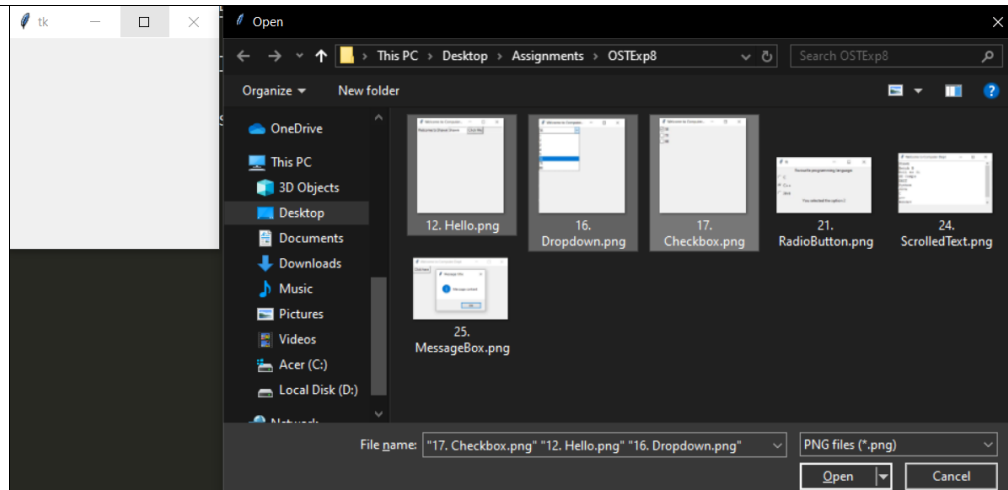 tk
Open
This PC > Desktop > Assignments > OSTExp8
Search OSTExp8
Organize
New folder
OneDrive
This PC
3D Objects
Desktop
Documents
Downloads
Music
Pictures
Videos
Acer (C:)
Local Disk (D:)
Network
12. Hello.png
16.
Dropdown.png
17.
Checkbox.png
21.
RadioButton.png
24.
ScrolledText.png
25.
MessageBox.png
File name:
"17. Checkbox.png" "12. Hello.png" "16. Dropdown.png"
PNG files (*.png)
Open
Cancel